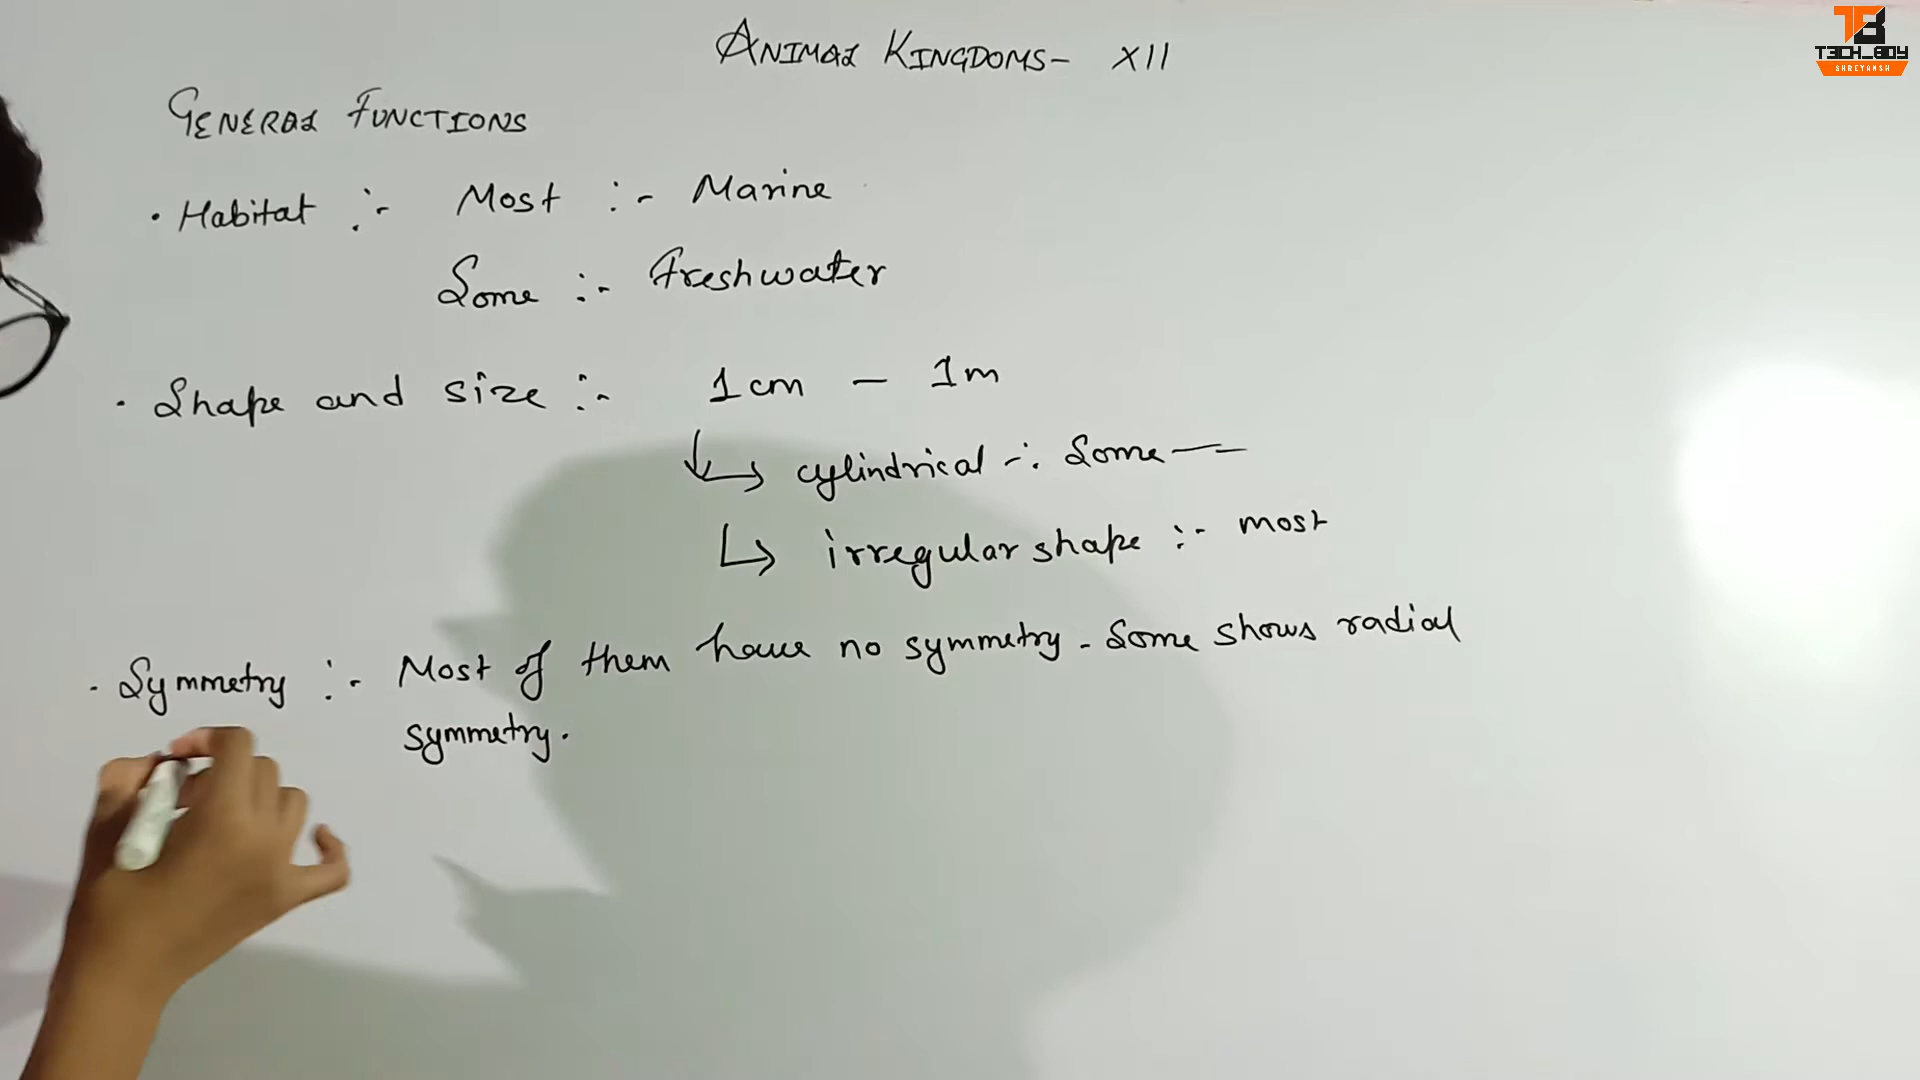 ANIMAL KINGDOMS- XII
T3CH_BOY
SHREYANSH
GENERAL FUNCTIONS
• Habitat :- Most :- Marine
Some :- Freshwater
• Shape and size :- 1cm - 1m
↳ cylindrical -: Some —
↳ irregular shape :- most
• Symmetry :- Most of them have no symmetry - Some shows radial
symmetry.